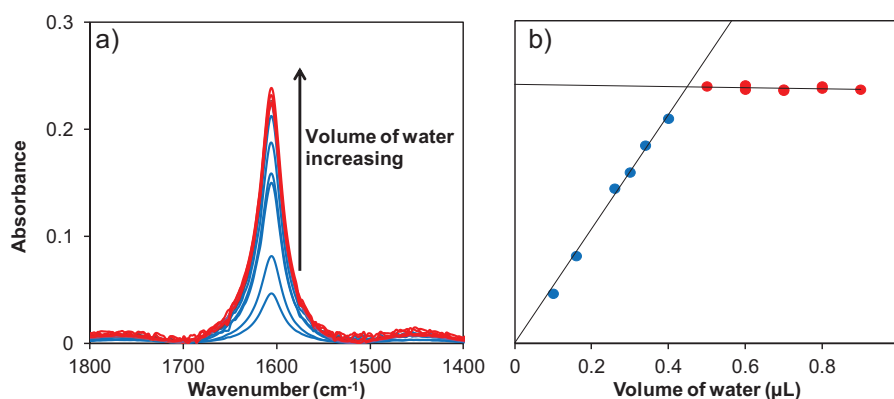 a)
0.3
0.2
0.1
0
Absorbance
Volume of water
increasing
1800
1700
1600
1500
1400
Wavenumber (cm⁻¹)
b)
0
0.2
0.4
0.6
0.8
Volume of water (µL)